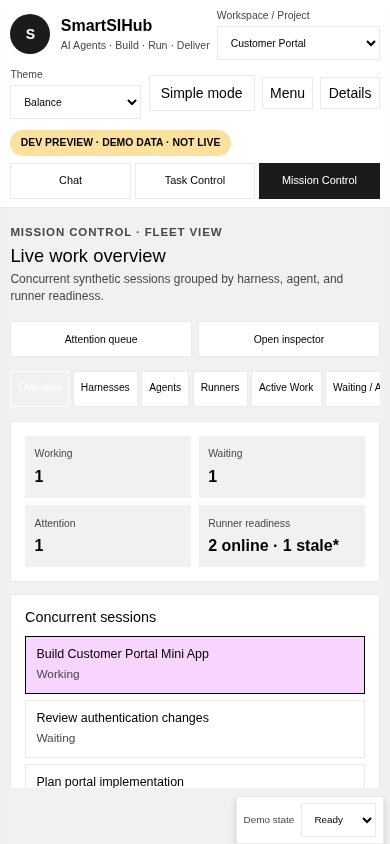 S
SmartSIHub
AI Agents · Build · Run · Deliver
Workspace / Project
Customer Portal
Theme
Balance
Simple mode
Menu
Details
DEV PREVIEW · DEMO DATA · NOT LIVE
Chat
Task Control
Mission Control
MISSION CONTROL · FLEET VIEW
Live work overview
Concurrent synthetic sessions grouped by harness, agent, and
runner readiness.
Attention queue
Open inspector
Overview
Harnesses
Agents
Runners
Active Work
Waiting / A
Working
1
Waiting
1
Attention
1
Runner readiness
2 online · 1 stale*
Concurrent sessions
Build Customer Portal Mini App
Working
Review authentication changes
Waiting
Plan portal implementation
Demo state
Ready